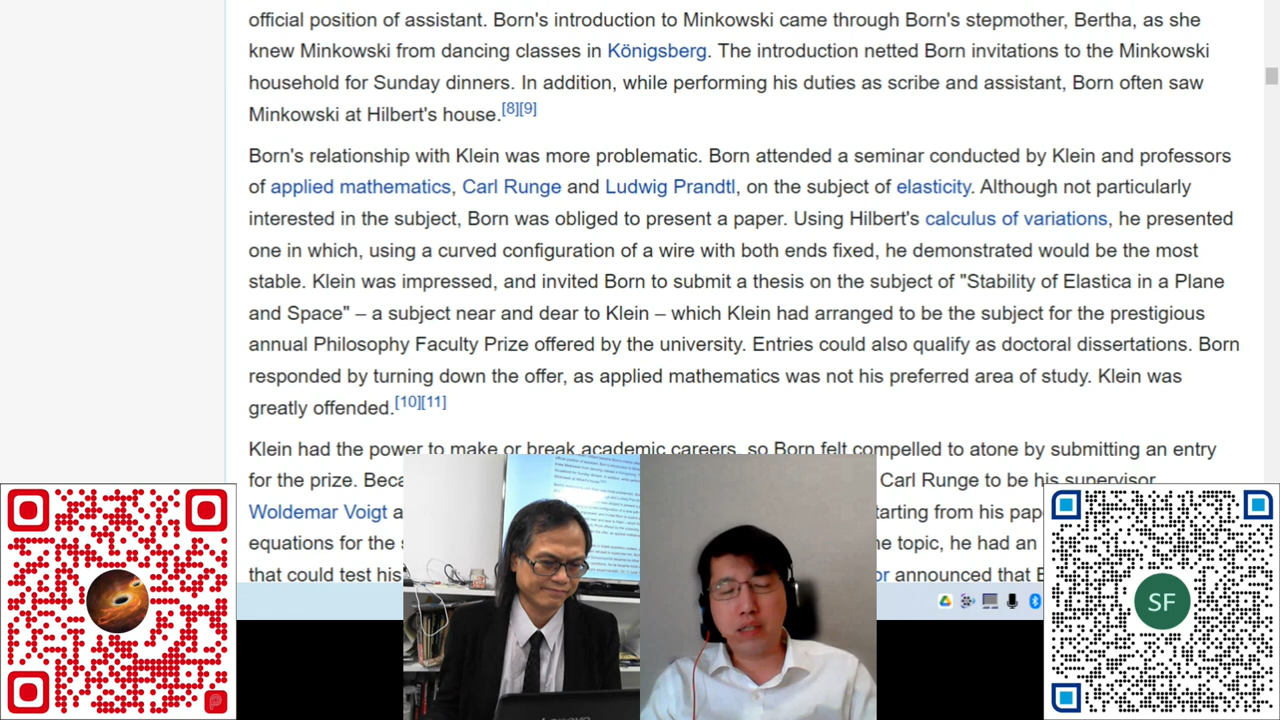 official position of assistant. Born's introduction to Minkowski came through Born's stepmother, Bertha, as she
knew Minkowski from dancing classes in Königsberg. The introduction netted Born invitations to the Minkowski
household for Sunday dinners. In addition, while performing his duties as scribe and assistant, Born often saw
Minkowski at Hilbert's house.[8][9]
Born's relationship with Klein was more problematic. Born attended a seminar conducted by Klein and professors
of applied mathematics, Carl Runge and Ludwig Prandtl, on the subject of elasticity. Although not particularly
interested in the subject, Born was obliged to present a paper. Using Hilbert's calculus of variations, he presented
one in which, using a curved configuration of a wire with both ends fixed, he demonstrated would be the most
stable. Klein was impressed, and invited Born to submit a thesis on the subject of "Stability of Elastica in a Plane
and Space" – a subject near and dear to Klein – which Klein had arranged to be the subject for the prestigious
annual Philosophy Faculty Prize offered by the university. Entries could also qualify as doctoral dissertations. Born
responded by turning down the offer, as applied mathematics was not his preferred area of study. Klein was
greatly offended.[10][11]
Klein had the power to make or break academic careers, so Born felt compelled to atone by submitting an entry
for the prize. Carl Runge to be his supervisor.
Woldemar Voigt
equations for the topic, he had
that could test his announced that
SF